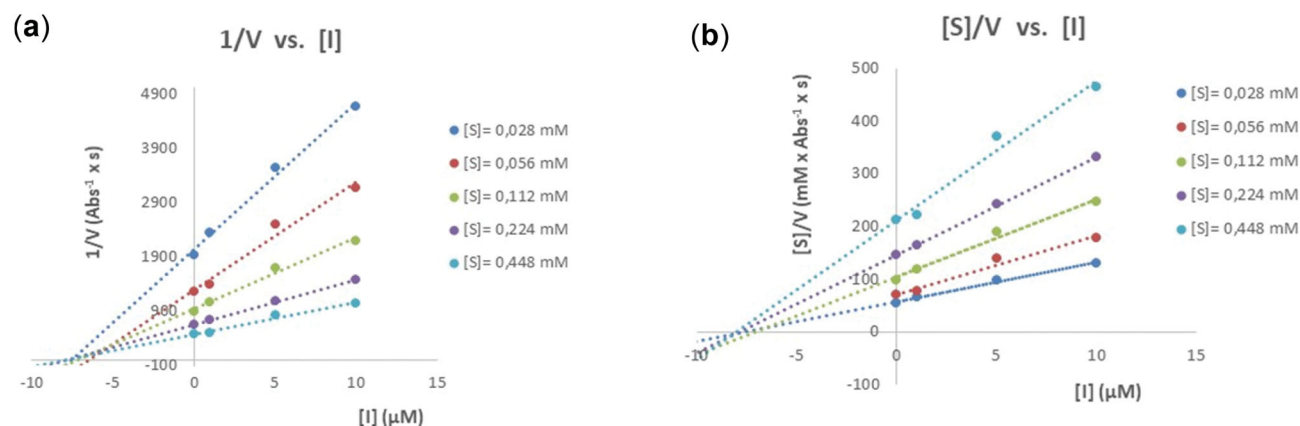 (a)
1/V vs. [I]
4900
3900
2900
1900
900
-100
1/V (Abs⁻¹ x s)
-10 -5 0 5 10 15
[I] (µM)
[S]= 0,028 mM
[S]= 0,056 mM
[S]= 0,112 mM
[S]= 0,224 mM
[S]= 0,448 mM
(b)
[S]/V vs. [I]
500
400
300
200
100
0
-100
[S]/V (mM x Abs⁻¹ x s)
-10 -5 0 5 10 15
[I] (µM)
[S]= 0,028 mM
[S]= 0,056 mM
[S]= 0,112 mM
[S]= 0,224 mM
[S]= 0,448 mM